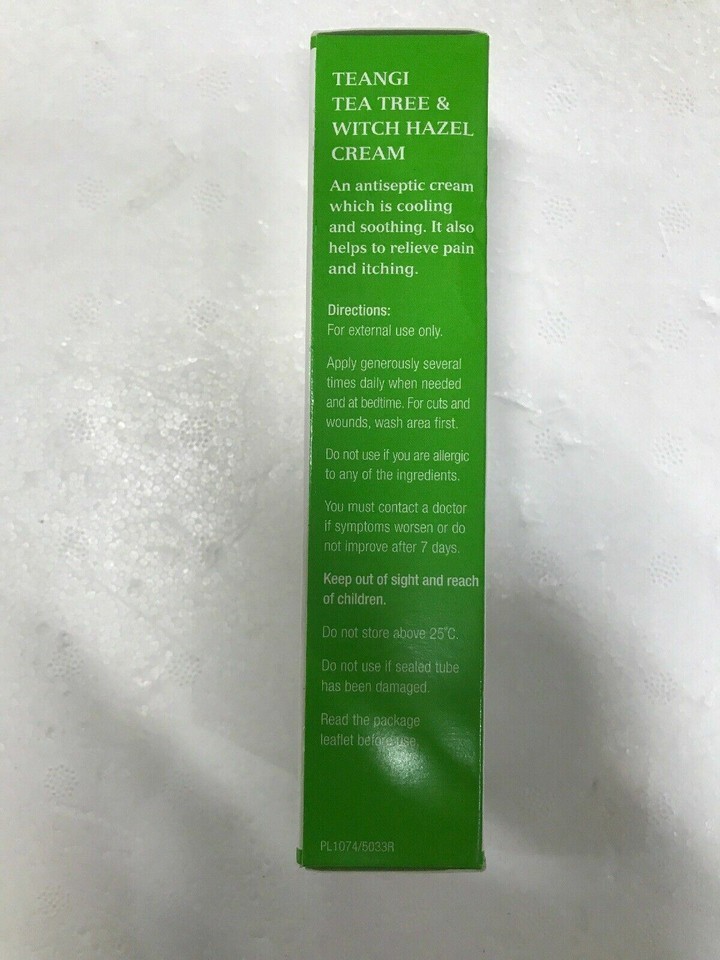 TEANGI
TEA TREE &
WITCH HAZEL
CREAM
An antiseptic cream
which is cooling
and soothing. It also
helps to relieve pain
and itching.
Directions:
For external use only.
Apply generously several
times daily when needed
and at bedtime. For cuts and
wounds, wash area first.
Do not use if you are allergic
to any of the ingredients.
You must contact a doctor
if symptoms worsen or do
not improve after 7 days.
Keep out of sight and reach
of children.
Do not store above 25°C.
Do not use if sealed tube
has been damaged.
Read the package
leaflet before use.
PL1074/5033R